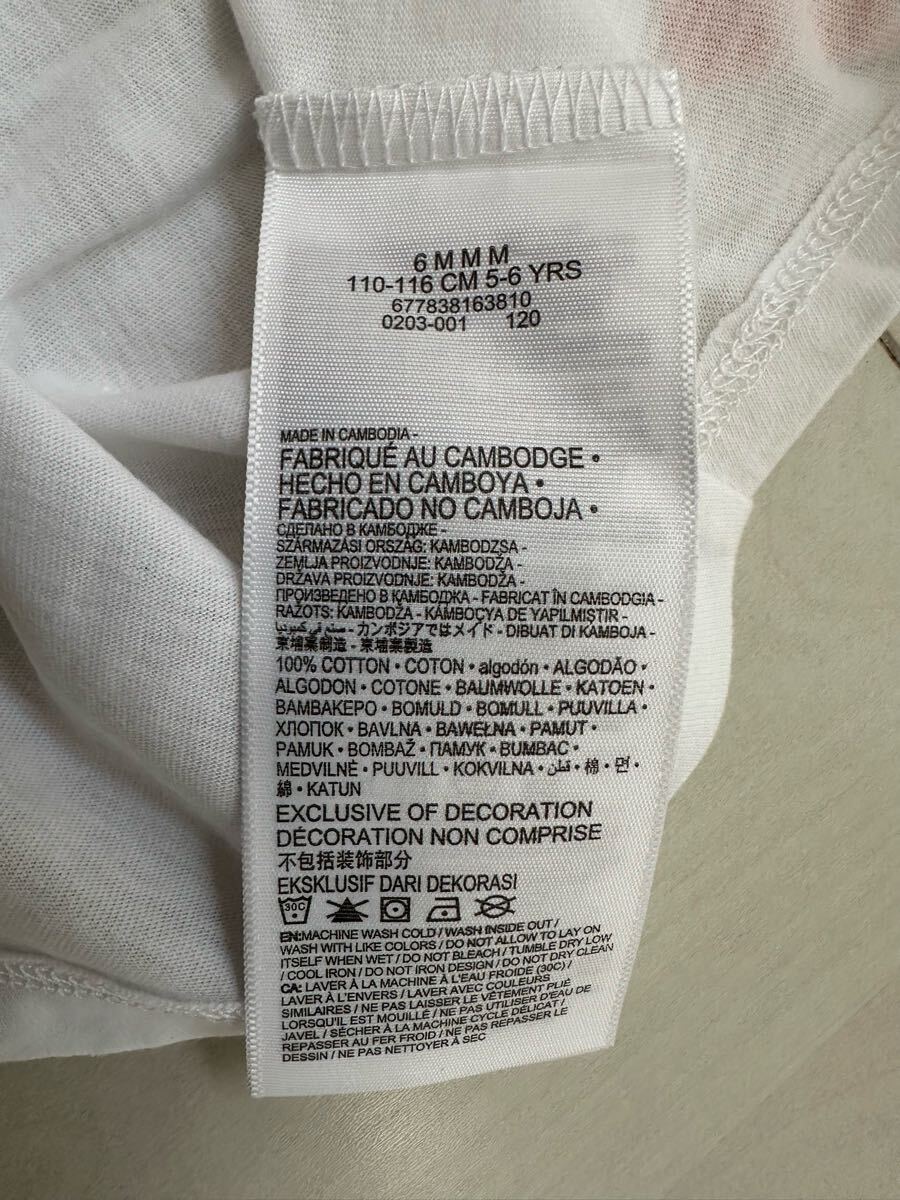 6 M M M
110-116 CM 5-6 YRS
677838163810
0203-001 120
MADE IN CAMBODIA -
FABRIQUÉ AU CAMBODGE •
HECHO EN CAMBOYA •
FABRICADO NO CAMBOJA •
СДЕЛАНО В КАМБОДЖЕ -
SZÁRMAZÁSI ORSZÁG: KAMBODZSA -
ZEMLJA PROIZVODNJE: KAMBODŽA -
DRŽAVA PROIZVODNJE: KAMBODŽA -
ПРОИЗВЕДЕНО В КАМБОДЖА - FABRICAT ÎN CAMBODGIA -
RAŽOTS: KAMBODŽA - KAMBOÇYA DE YAPILMIŞTIR -
صنع في كمبوديا - カンボジアではメイド - DIBUAT DI KAMBOJA -
柬埔寨制造 - 柬埔寨製造
100% COTTON • COTON • algodón • ALGODÃO •
ALGODON • COTONE • BAUMWOLLE • KATOEN •
ΒΑΜΒΑΚΕΡΟ • BOMULD • BOMULL • PUUVILLA •
ХЛОПОК • BAVLNA • BAWEŁNA • PAMUT •
PAMUK • BOMBAŽ • ПАМУК • BUMBAC •
MEDVILNĖ • PUUVILL • KOKVILNA • قطن • 棉 • 면 •
綿 • KATUN
EXCLUSIVE OF DECORATION
DÉCORATION NON COMPRISE
不包括装饰部分
EKSKLUSIF DARI DEKORASI
30C
EN:MACHINE WASH COLD / WASH INSIDE OUT /
WASH WITH LIKE COLORS / DO NOT ALLOW TO LAY ON
ITSELF WHEN WET / DO NOT BLEACH / TUMBLE DRY LOW
/ COOL IRON / DO NOT IRON DESIGN / DO NOT DRY CLEAN
CA: LAVER À LA MACHINE À L'EAU FROIDE (30C) /
LAVER À L'ENVERS / LAVER AVEC COULEURS
SIMILAIRES / NE PAS LAISSER LE VÊTEMENT PLIÉ
LORSQU'IL EST MOUILLÉ / NE PAS UTILISER D'EAU DE
JAVEL / SÉCHER À LA MACHINE CYCLE DÉLICAT /
REPASSER AU FER FROID / NE PAS REPASSER LE
DESSIN / NE PAS NETTOYER À SEC